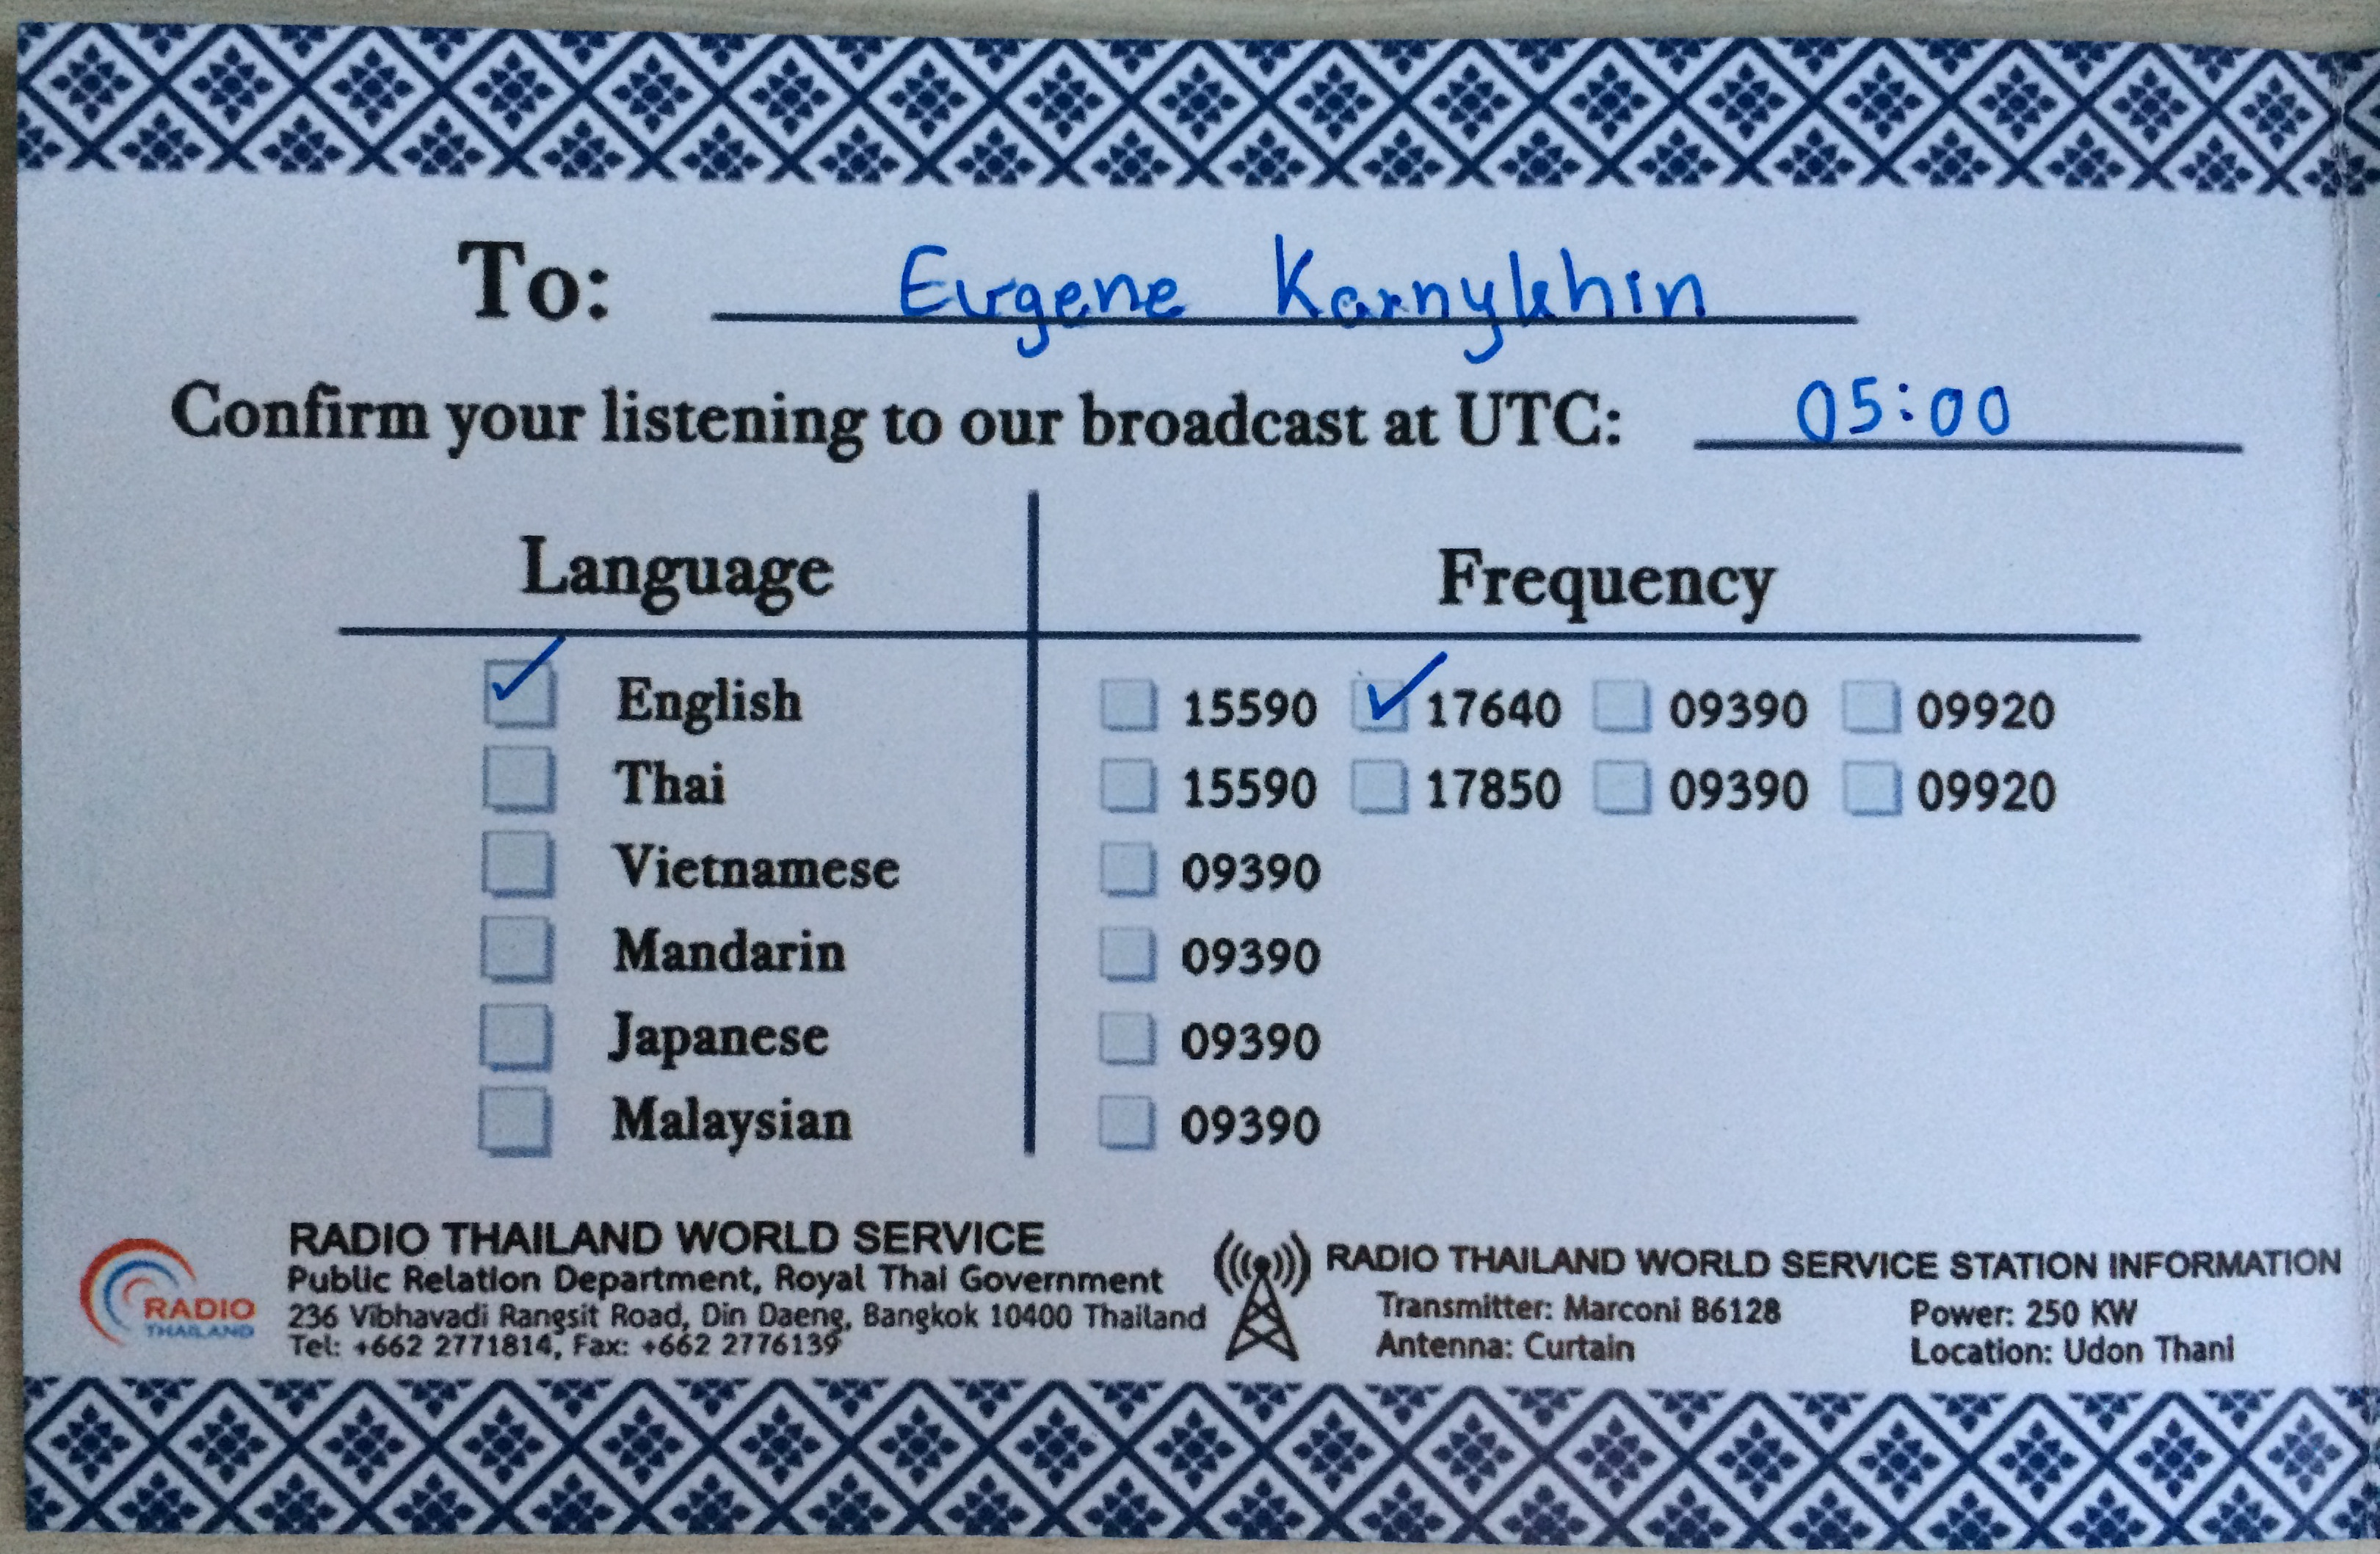 To: Evgene Karnykhin
Confirm your listening to our broadcast at UTC: 05:00
Language Frequency
✓ English 15590 ✓ 17640 09390 09920
Thai 15590 17850 09390 09920
Vietnamese 09390
Mandarin 09390
Japanese 09390
Malaysian 09390
RADIO THAILAND
RADIO THAILAND WORLD SERVICE
Public Relation Department, Royal Thai Government
236 Vibhavadi Rangsit Road, Din Daeng, Bangkok 10400 Thailand
Tel: +662 2771814, Fax: +662 2776139
RADIO THAILAND WORLD SERVICE STATION INFORMATION
Transmitter: Marconi B6128 Power: 250 KW
Antenna: Curtain Location: Udon Thani